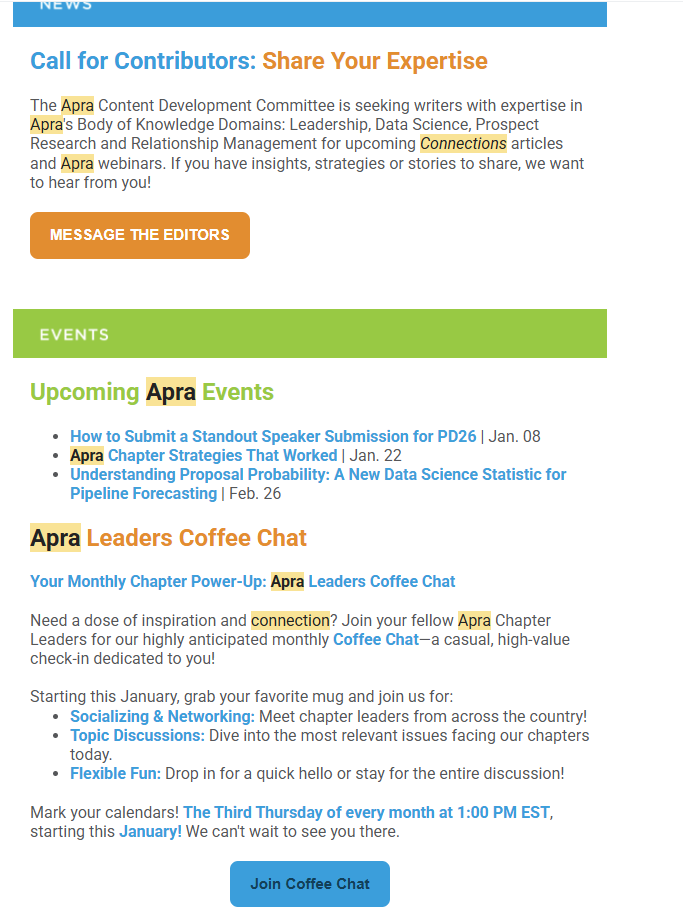 NEWS
Call for Contributors: Share Your Expertise
The Apra Content Development Committee is seeking writers with expertise in
Apra's Body of Knowledge Domains: Leadership, Data Science, Prospect
Research and Relationship Management for upcoming Connections articles
and Apra webinars. If you have insights, strategies or stories to share, we want
to hear from you!
MESSAGE THE EDITORS
EVENTS
Upcoming Apra Events
• How to Submit a Standout Speaker Submission for PD26 | Jan. 08
• Apra Chapter Strategies That Worked | Jan. 22
• Understanding Proposal Probability: A New Data Science Statistic for
Pipeline Forecasting | Feb. 26
Apra Leaders Coffee Chat
Your Monthly Chapter Power-Up: Apra Leaders Coffee Chat
Need a dose of inspiration and connection? Join your fellow Apra Chapter
Leaders for our highly anticipated monthly Coffee Chat—a casual, high-value
check-in dedicated to you!
Starting this January, grab your favorite mug and join us for:
• Socializing & Networking: Meet chapter leaders from across the country!
• Topic Discussions: Dive into the most relevant issues facing our chapters
today.
• Flexible Fun: Drop in for a quick hello or stay for the entire discussion!
Mark your calendars! The Third Thursday of every month at 1:00 PM EST,
starting this January! We can't wait to see you there.
Join Coffee Chat